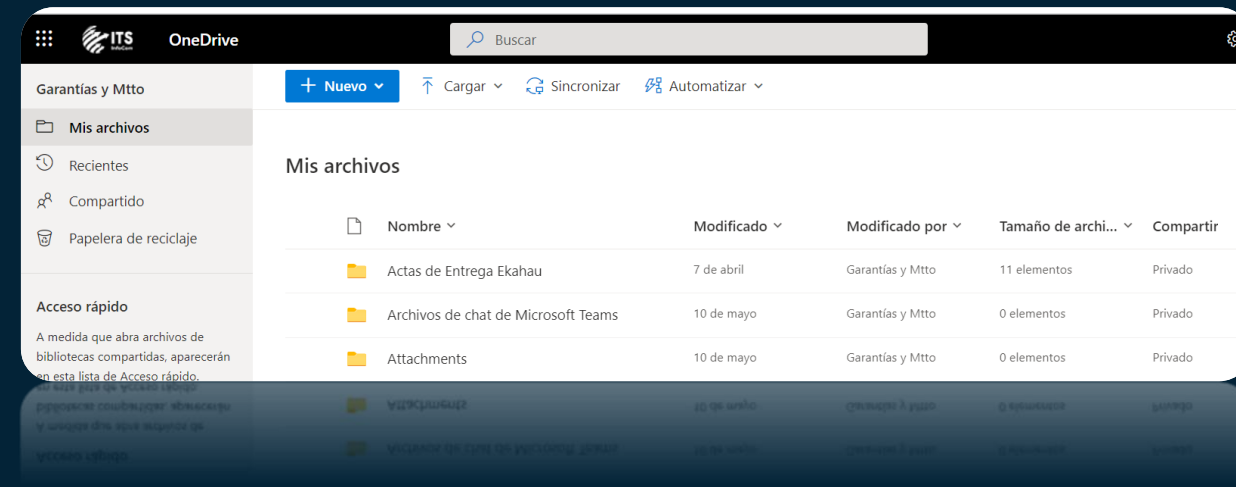 ITS
InfoCom
OneDrive
Buscar
Garantías y Mtto
Mis archivos
Recientes
Compartido
Papelera de reciclaje
Acceso rápido
A medida que abra archivos de
bibliotecas compartidas, aparecerán
en esta lista de Acceso rápido.
Nuevo Cargar Sincronizar Automatizar
Mis archivos
Nombre Modificado Modificado por Tamaño de archi... Compartir
Actas de Entrega Ekahau 7 de abril Garantías y Mtto 11 elementos Privado
Archivos de chat de Microsoft Teams 10 de mayo Garantías y Mtto 0 elementos Privado
Attachments 10 de mayo Garantías y Mtto 0 elementos Privado